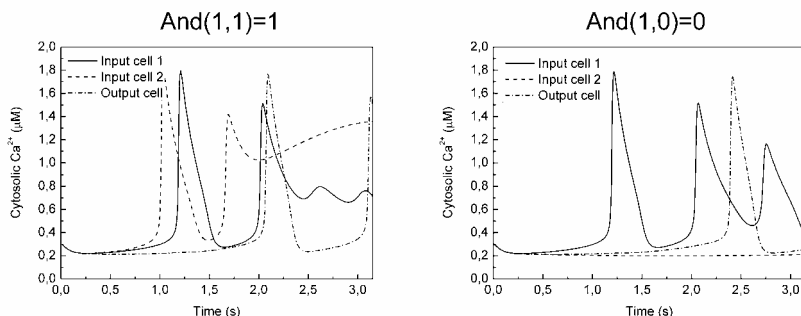 And(1,1)=1
2,0
1,8
1,6
1,4
1,2
1,0
0,8
0,6
0,4
0,2
0,0
Cytosolic Ca²⁺ (μM)
Input cell 1
Input cell 2
Output cell
0,0 0,5 1,0 1,5 2,0 2,5 3,0
Time (s)
And(1,0)=0
2,0
1,8
1,6
1,4
1,2
1,0
0,8
0,6
0,4
0,2
0,0
Cytosolic Ca²⁺ (μM)
Input cell 1
Input cell 2
Output cell
0,0 0,5 1,0 1,5 2,0 2,5 3,0
Time (s)